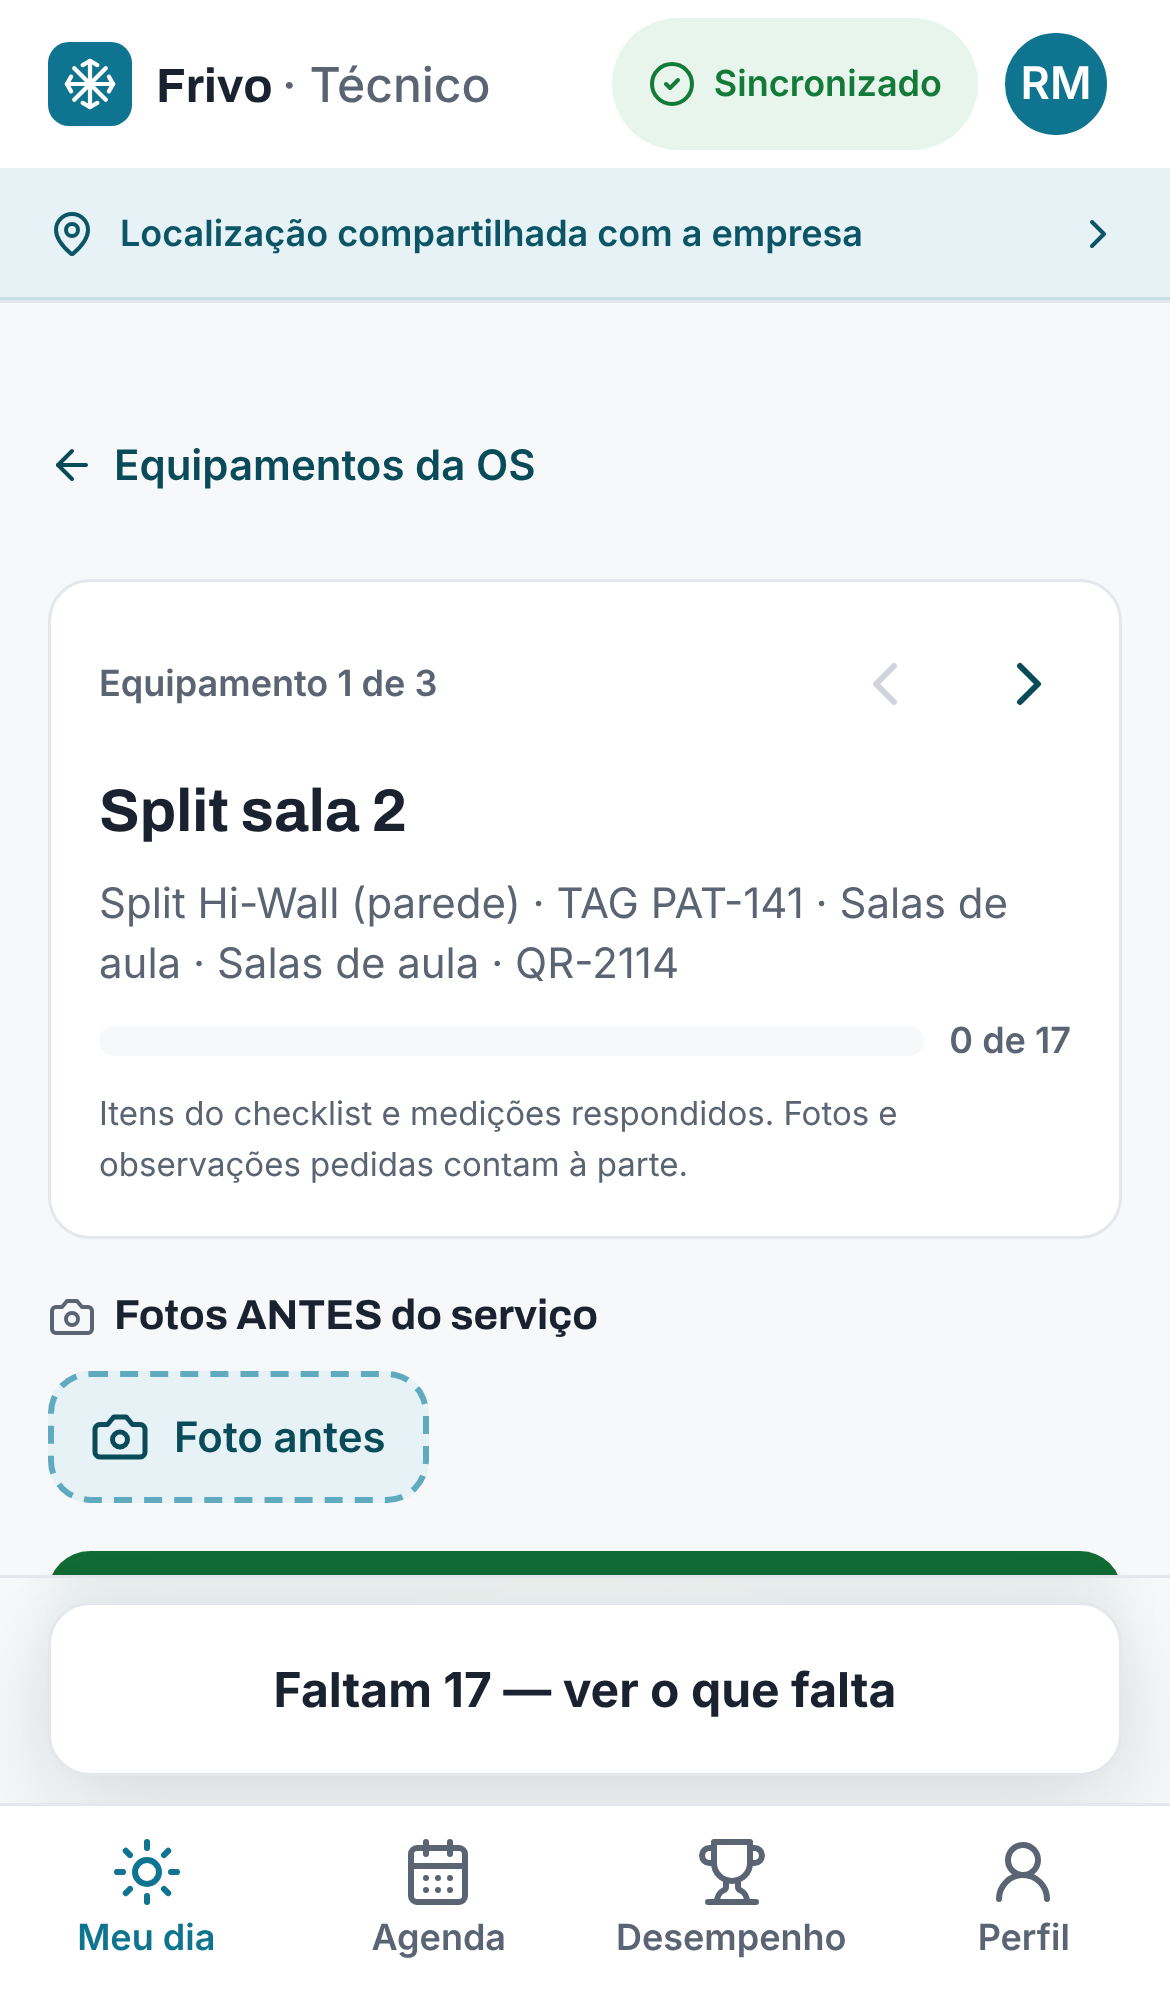 Frivo · Técnico
Sincronizado
RM
Localização compartilhada com a empresa
Equipamentos da OS
Equipamento 1 de 3
Split sala 2
Split Hi-Wall (parede) · TAG PAT-141 · Salas de
aula · Salas de aula · QR-2114
0 de 17
Itens do checklist e medições respondidos. Fotos e
observações pedidas contam à parte.
Fotos ANTES do serviço
Foto antes
Faltam 17 — ver o que falta
Meu dia
Agenda
Desempenho
Perfil